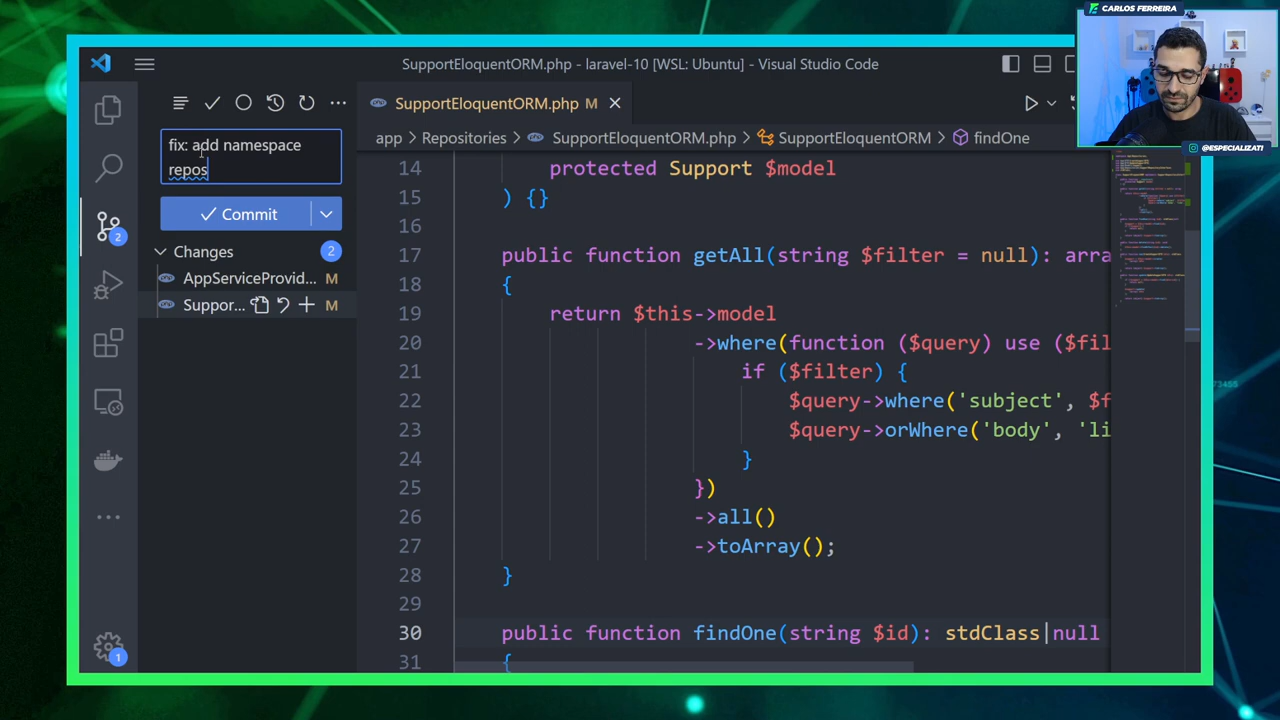 CARLOS FERREIRA
SupportEloquentORM.php - laravel-10 [WSL: Ubuntu] - Visual Studio Code
SupportEloquentORM.php M
fix: add namespace
repos
app > Repositories > SupportEloquentORM.php > SupportEloquentORM > findOne
@ESPECIALIZATI
Commit
Changes 2
AppServiceProvid... M
Suppor... M
2
1
14 protected Support $model
15 ) {}
16
17 public function getAll(string $filter = null): arra
18 {
19 return $this->model
20 ->where(function ($query) use ($fil
21 if ($filter) {
22 $query->where('subject', $f
23 $query->orWhere('body', 'li
24 }
25 })
26 ->all()
27 ->toArray();
28 }
29
30 public function findOne(string $id): stdClass|null
31 {